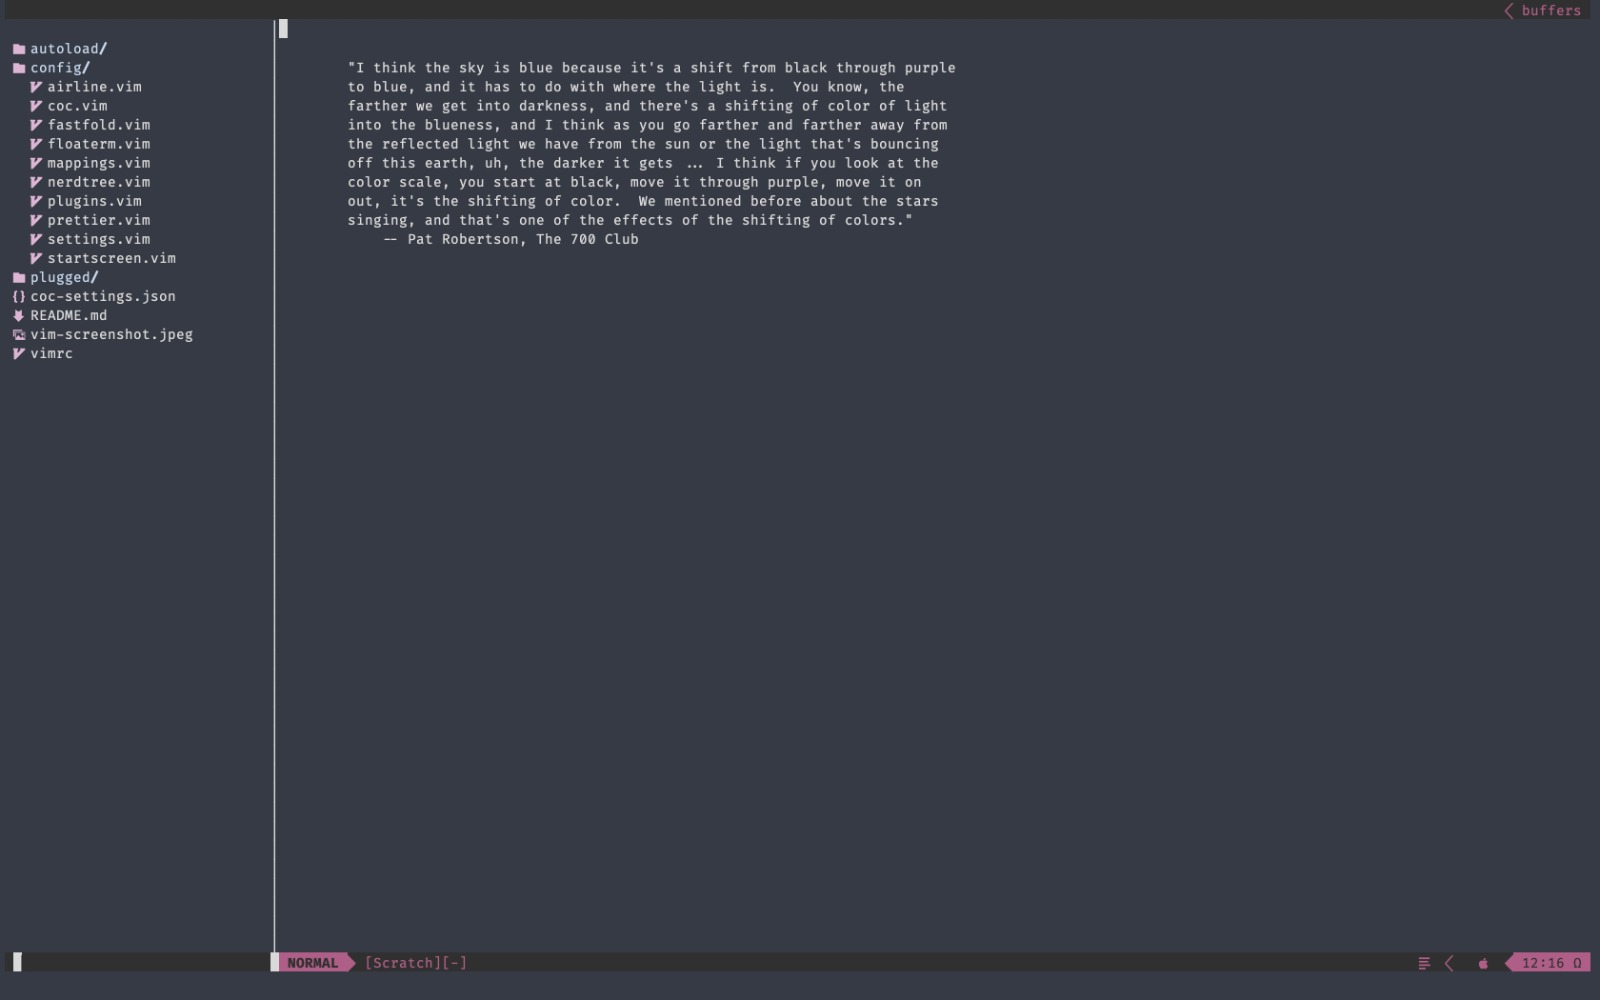 buffers
autoload/
config/
airline.vim
coc.vim
fastfold.vim
floaterm.vim
mappings.vim
nerdtree.vim
plugins.vim
prettier.vim
settings.vim
startscreen.vim
plugged/
{} coc-settings.json
README.md
vim-screenshot.jpeg
vimrc
"I think the sky is blue because it's a shift from black through purple
to blue, and it has to do with where the light is.  You know, the
farther we get into darkness, and there's a shifting of color of light
into the blueness, and I think as you go farther and farther away from
the reflected light we have from the sun or the light that's bouncing
off this earth, uh, the darker it gets ... I think if you look at the
color scale, you start at black, move it through purple, move it on
out, it's the shifting of color.  We mentioned before about the stars
singing, and that's one of the effects of the shifting of colors."
-- Pat Robertson, The 700 Club
NORMAL [Scratch][-] 12:16 Ω